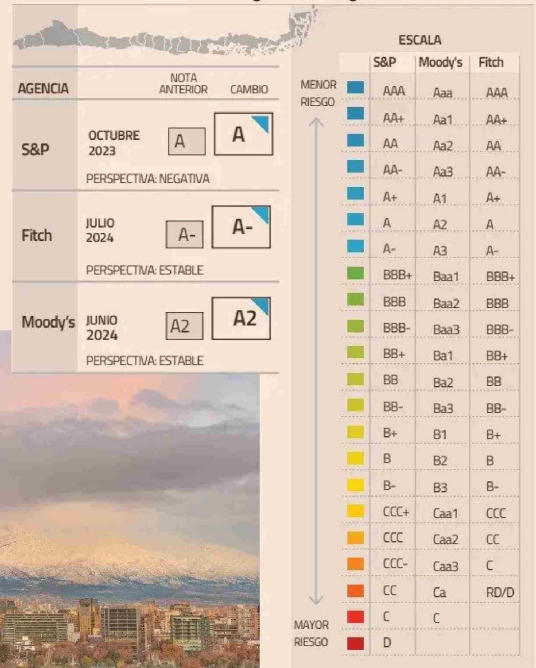 AGENCIA NOTA ANTERIOR CAMBIO
S&P OCTUBRE 2023 A A
PERSPECTIVA: NEGATIVA
Fitch JULIO 2024 A- A-
PERSPECTIVA: ESTABLE
Moody's JUNIO 2024 A2 A2
PERSPECTIVA: ESTABLE
ESCALA
S&P Moody's Fitch
MENOR RIESGO
AAA Aaa AAA
AA+ Aa1 AA+
AA Aa2 AA
AA- Aa3 AA-
A+ A1 A+
A A2 A
A- A3 A-
BBB+ Baa1 BBB+
BBB Baa2 BBB
BBB- Baa3 BBB-
BB+ Ba1 BB+
BB Ba2 BB
BB- Ba3 BB-
B+ B1 B+
B B2 B
B- B3 B-
CCC+ Caa1 CCC
CCC Caa2 CC
CCC- Caa3 C
CC Ca RD/D
C C
D
MAYOR RIESGO